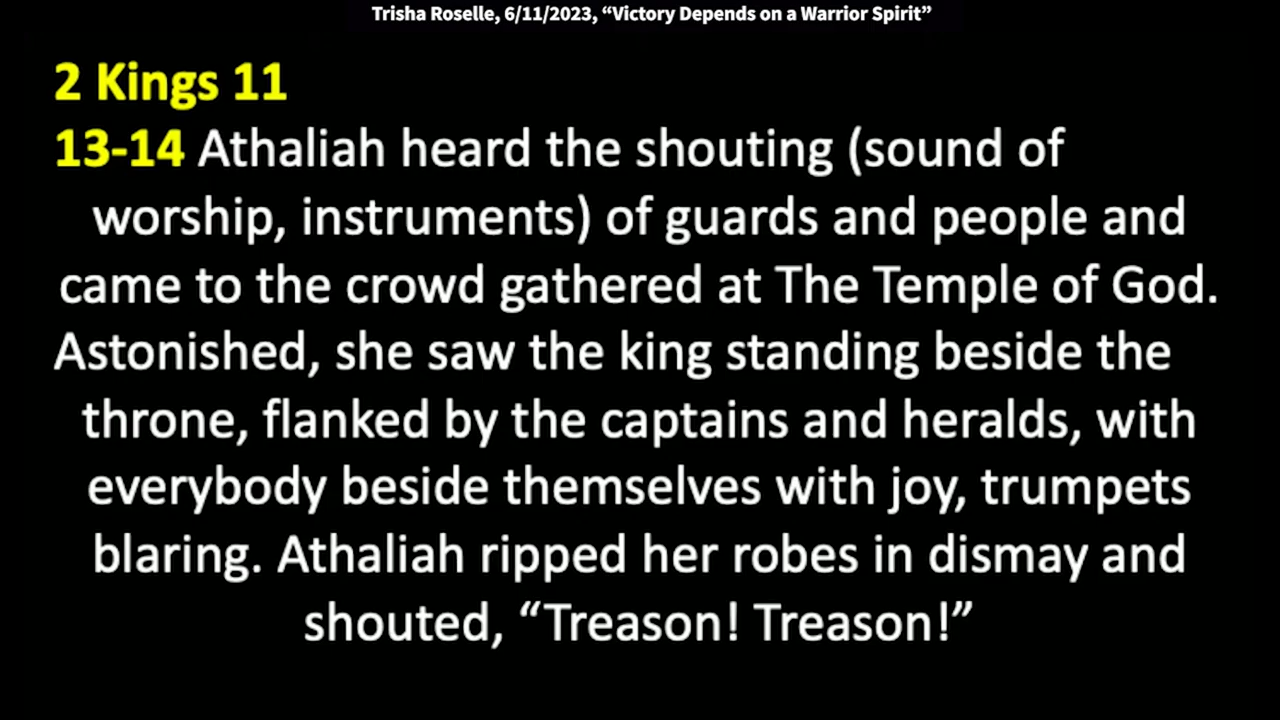 Trisha Roselle, 6/11/2023, “Victory Depends on a Warrior Spirit”
2 Kings 11
13-14 Athaliah heard the shouting (sound of
worship, instruments) of guards and people and
came to the crowd gathered at The Temple of God.
Astonished, she saw the king standing beside the
throne, flanked by the captains and heralds, with
everybody beside themselves with joy, trumpets
blaring. Athaliah ripped her robes in dismay and
shouted, “Treason! Treason!”